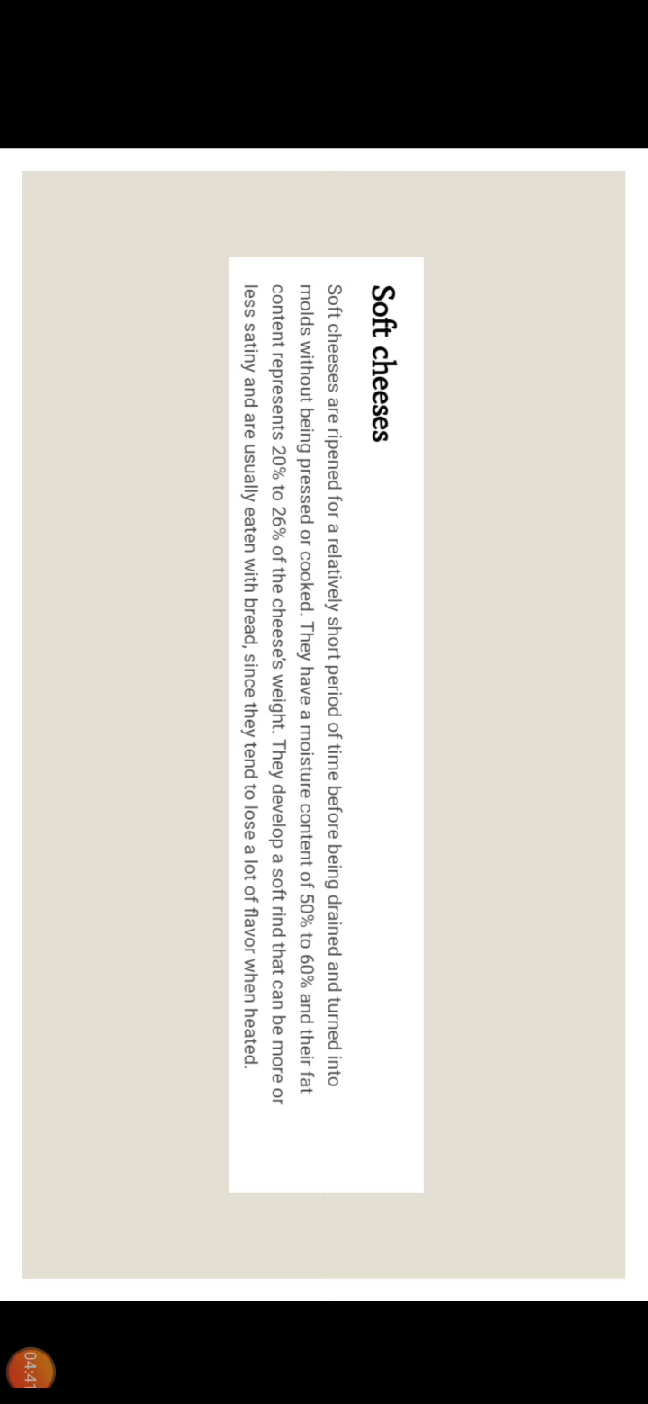 Soft cheeses
Soft cheeses are ripened for a relatively short period of time before being drained and turned into
molds without being pressed or cooked. They have a moisture content of 50% to 60% and their fat
content represents 20% to 26% of the cheese's weight. They develop a soft rind that can be more or
less satiny and are usually eaten with bread, since they tend to lose a lot of flavor when heated.
04:41